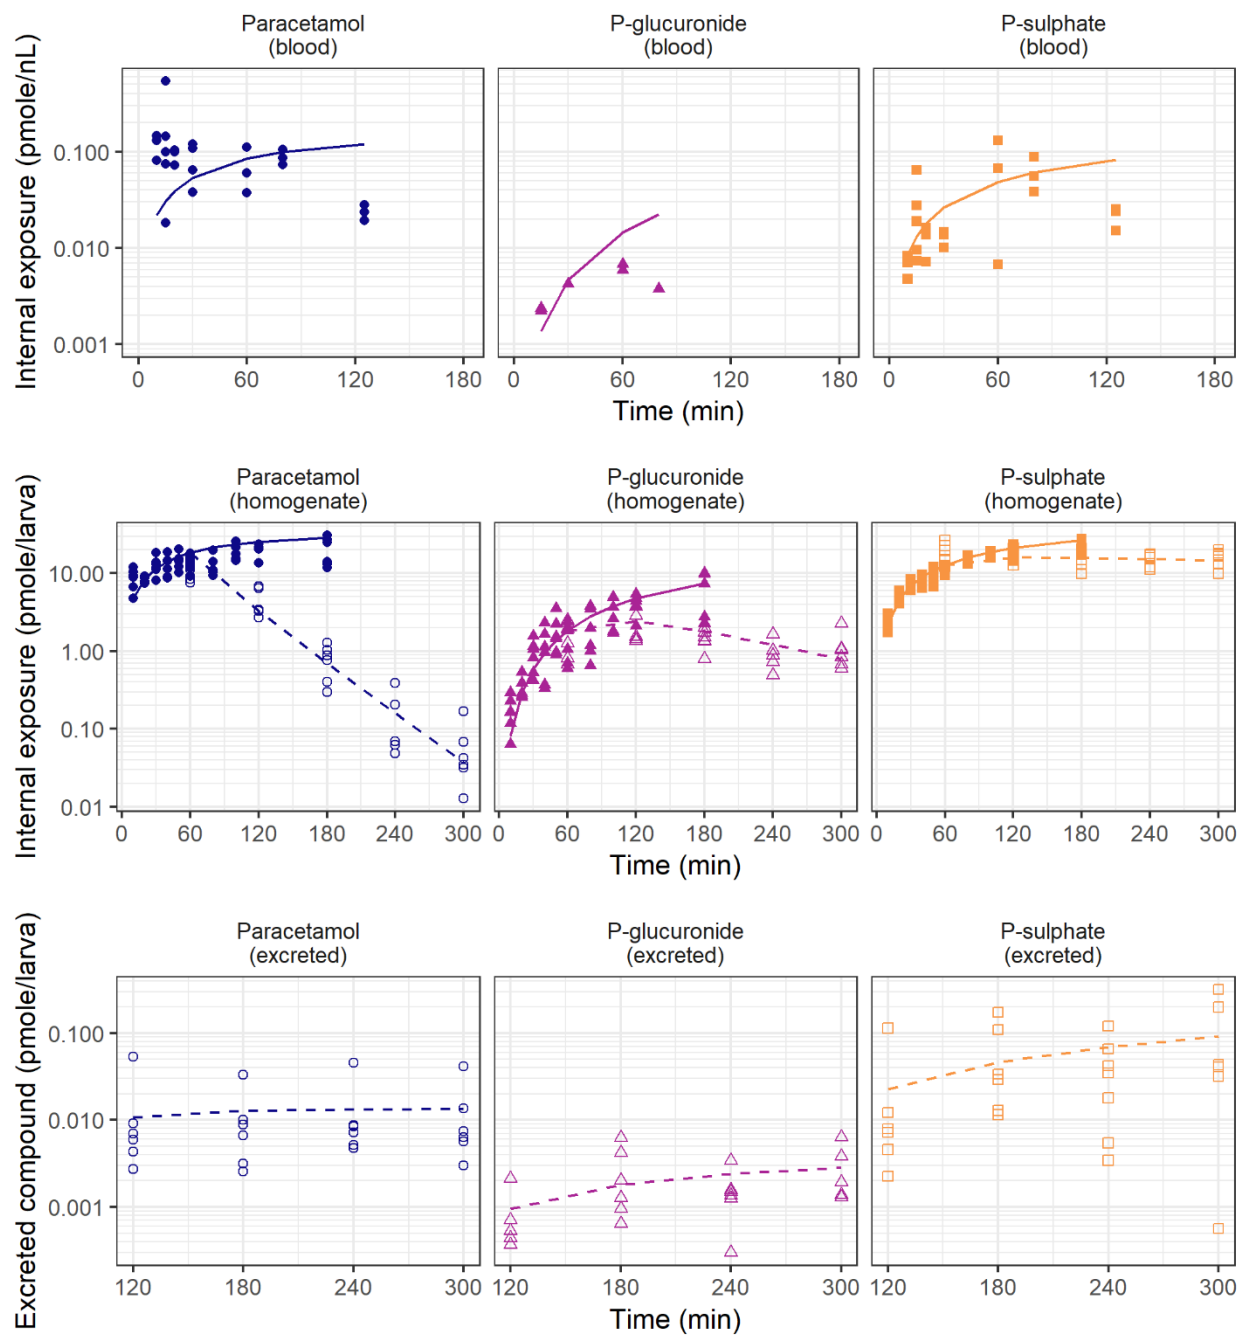 Paracetamol
(blood)
P-glucuronide
(blood)
P-sulphate
(blood)
Internal exposure (pmole/nL)
0.100
0.010
0.001
0 60 120 180
0 60 120 180
0 60 120 180
Time (min)
Paracetamol
(homogenate)
P-glucuronide
(homogenate)
P-sulphate
(homogenate)
Internal exposure (pmole/larva)
10.00
1.00
0.10
0.01
0 60 120 180 240 300
0 60 120 180 240 300
0 60 120 180 240 300
Time (min)
Paracetamol
(excreted)
P-glucuronide
(excreted)
P-sulphate
(excreted)
Excreted compound (pmole/larva)
0.100
0.010
0.001
120 180 240 300
120 180 240 300
120 180 240 300
Time (min)